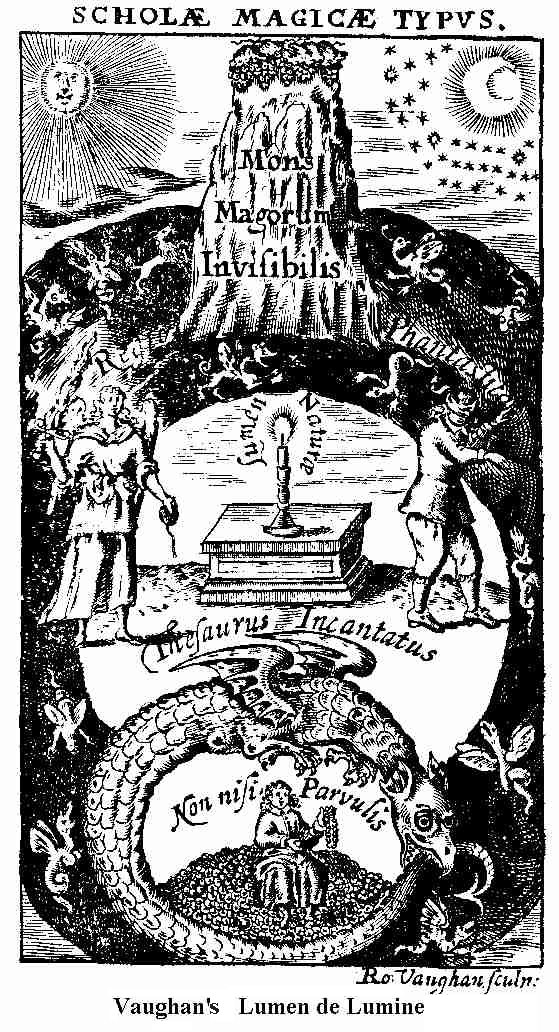 SCHOLÆ MAGICÆ TYPVS.
Mons
Magorum
Inviſibilis
Lumen Naturæ
Theſaurus Incantatus
Non niſi Parvulis
Ro: Vaughan ſculp:
Vaughan's Lumen de Lumine